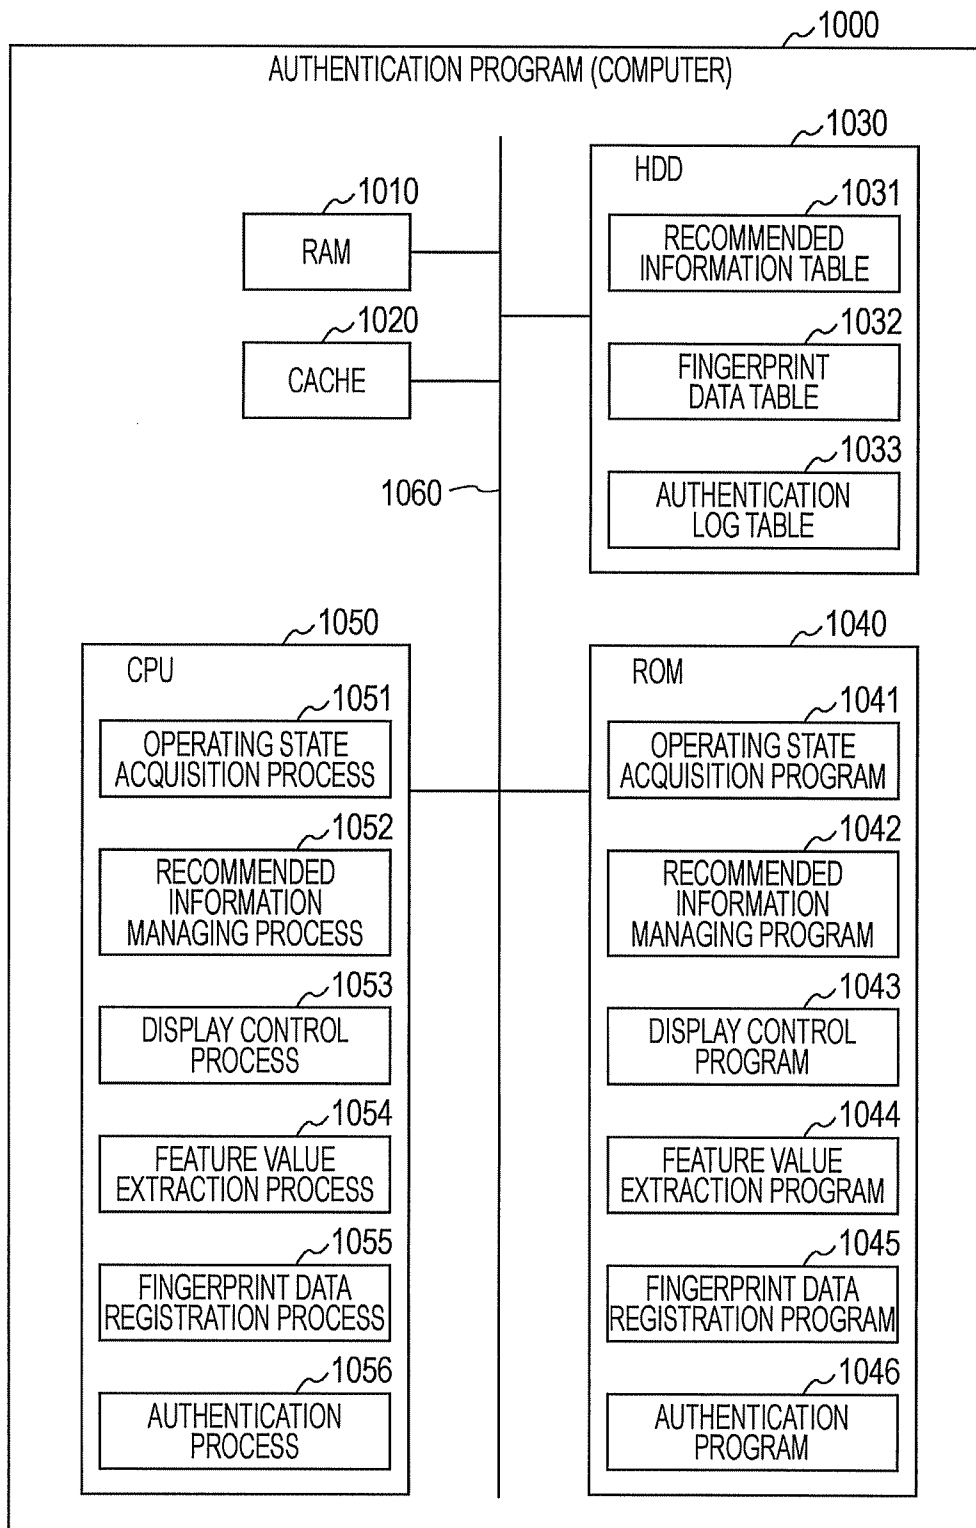 1000
AUTHENTICATION PROGRAM (COMPUTER)
1010
RAM
1020
CACHE
1060
1030
HDD
1031
RECOMMENDED
INFORMATION TABLE
1032
FINGERPRINT
DATA TABLE
1033
AUTHENTICATION
LOG TABLE
1050
CPU
1051
OPERATING STATE
ACQUISITION PROCESS
1052
RECOMMENDED
INFORMATION
MANAGING PROCESS
1053
DISPLAY CONTROL
PROCESS
1054
FEATURE VALUE
EXTRACTION PROCESS
1055
FINGERPRINT DATA
REGISTRATION PROCESS
1056
AUTHENTICATION
PROCESS
1040
ROM
1041
OPERATING STATE
ACQUISITION PROGRAM
1042
RECOMMENDED
INFORMATION
MANAGING PROGRAM
1043
DISPLAY CONTROL
PROGRAM
1044
FEATURE VALUE
EXTRACTION PROGRAM
1045
FINGERPRINT DATA
REGISTRATION PROGRAM
1046
AUTHENTICATION
PROGRAM